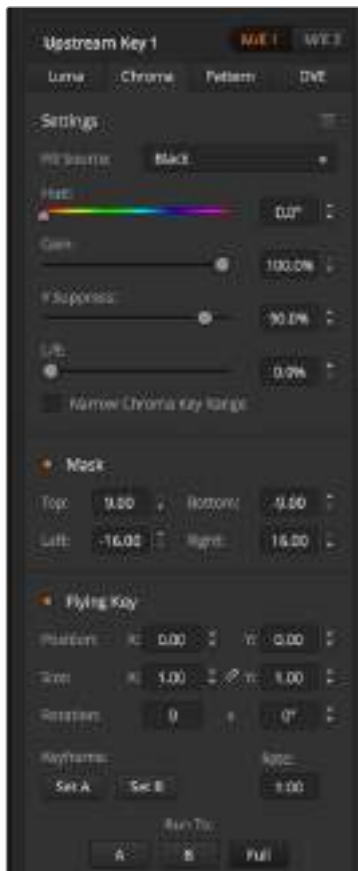 Upstream Key 1 M/E 1 M/E 2
Luma Chroma Pattern DVE
Settings
Fill Source: Black
Hue:
0.0°
Gain:
100.0%
Y Suppress:
90.0%
Lift:
0.0%
Narrow Chroma Key Range
Mask
Top: 9.00 Bottom: -9.00
Left: -16.00 Right: 16.00
Flying Key
Position: X: 0.00 Y: 0.00
Size: X: 1.00 Y: 1.00
Rotation: 0 x 0°
Keyframe: Rate:
Set A Set B 1:00
Run To:
A B Full